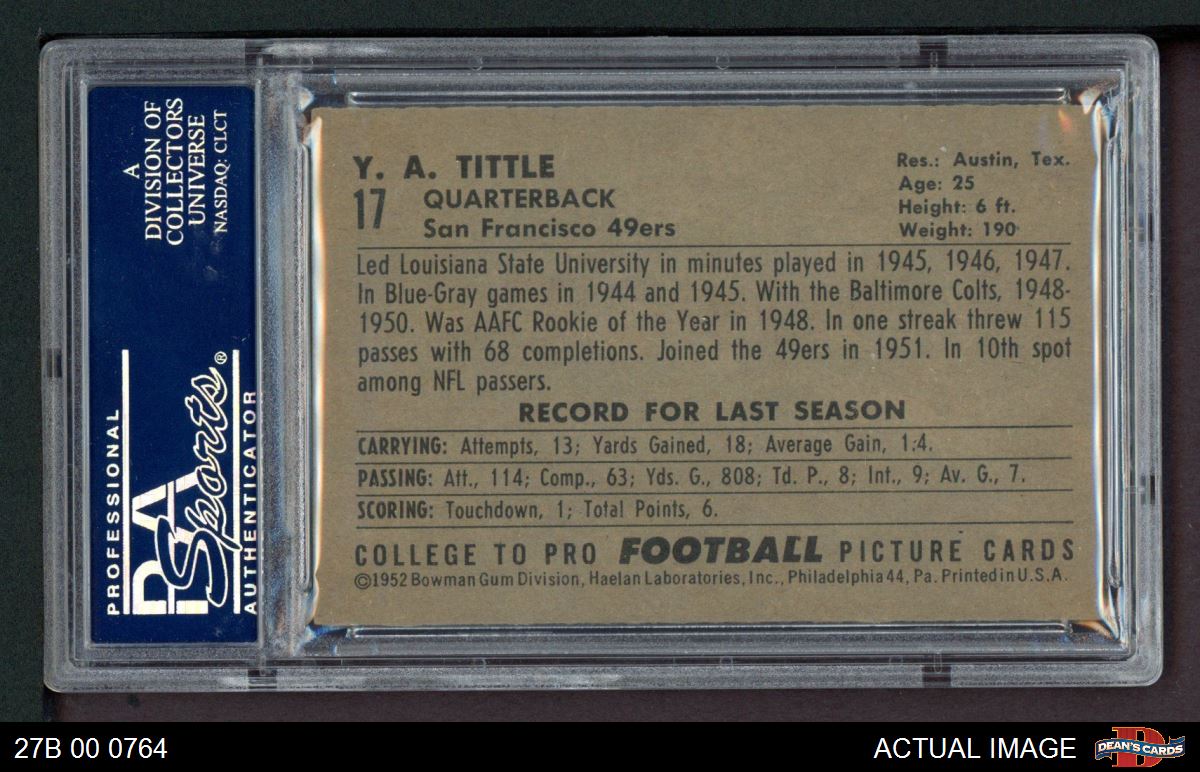 A
DIVISION OF
COLLECTORS
UNIVERSE
NASDAQ: CLCT
PROFESSIONAL
PSA
Sports®
AUTHENTICATOR
Y. A. TITTLE
17
QUARTERBACK
San Francisco 49ers
Res.: Austin, Tex.
Age: 25
Height: 6 ft.
Weight: 190
Led Louisiana State University in minutes played in 1945, 1946, 1947.
In Blue-Gray games in 1944 and 1945. With the Baltimore Colts, 1948-
1950. Was AAFC Rookie of the Year in 1948. In one streak threw 115
passes with 68 completions. Joined the 49ers in 1951. In 10th spot
among NFL passers.
RECORD FOR LAST SEASON
CARRYING: Attempts, 13; Yards Gained, 18; Average Gain, 1.4.
PASSING: Att., 114; Comp., 63; Yds. G., 808; Td. P., 8; Int., 9; Av. G., 7.
SCORING: Touchdown, 1; Total Points, 6.
COLLEGE TO PRO FOOTBALL PICTURE CARDS
©1952 Bowman Gum Division, Haelan Laboratories, Inc., Philadelphia 44, Pa. Printed in U.S.A.
27B 00 0764
ACTUAL IMAGE
D
DEAN'S CARDS